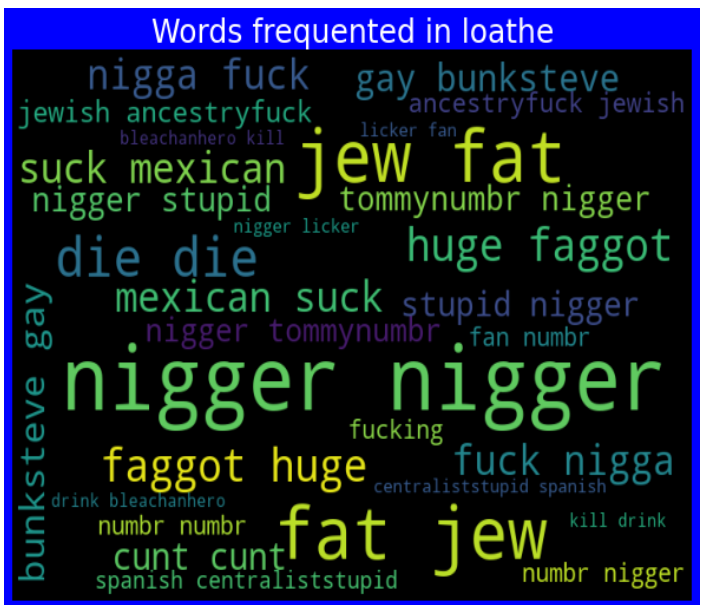 Words frequented in loathe
nigga fuck
gay bunksteve
jewish ancestryfuck
ancestryfuck jewish
bleachanhero kill
licker fan
suck mexican
jew fat
nigger stupid
tommynumbr nigger
nigger licker
die die
huge faggot
mexican suck
stupid nigger
nigger tommynumbr
fan numbr
bunksteve gay
nigger nigger
fucking
faggot huge
fuck nigga
centraliststupid spanish
drink bleachanhero
numbr numbr
fat jew
kill drink
cunt cunt
spanish centraliststupid
numbr nigger